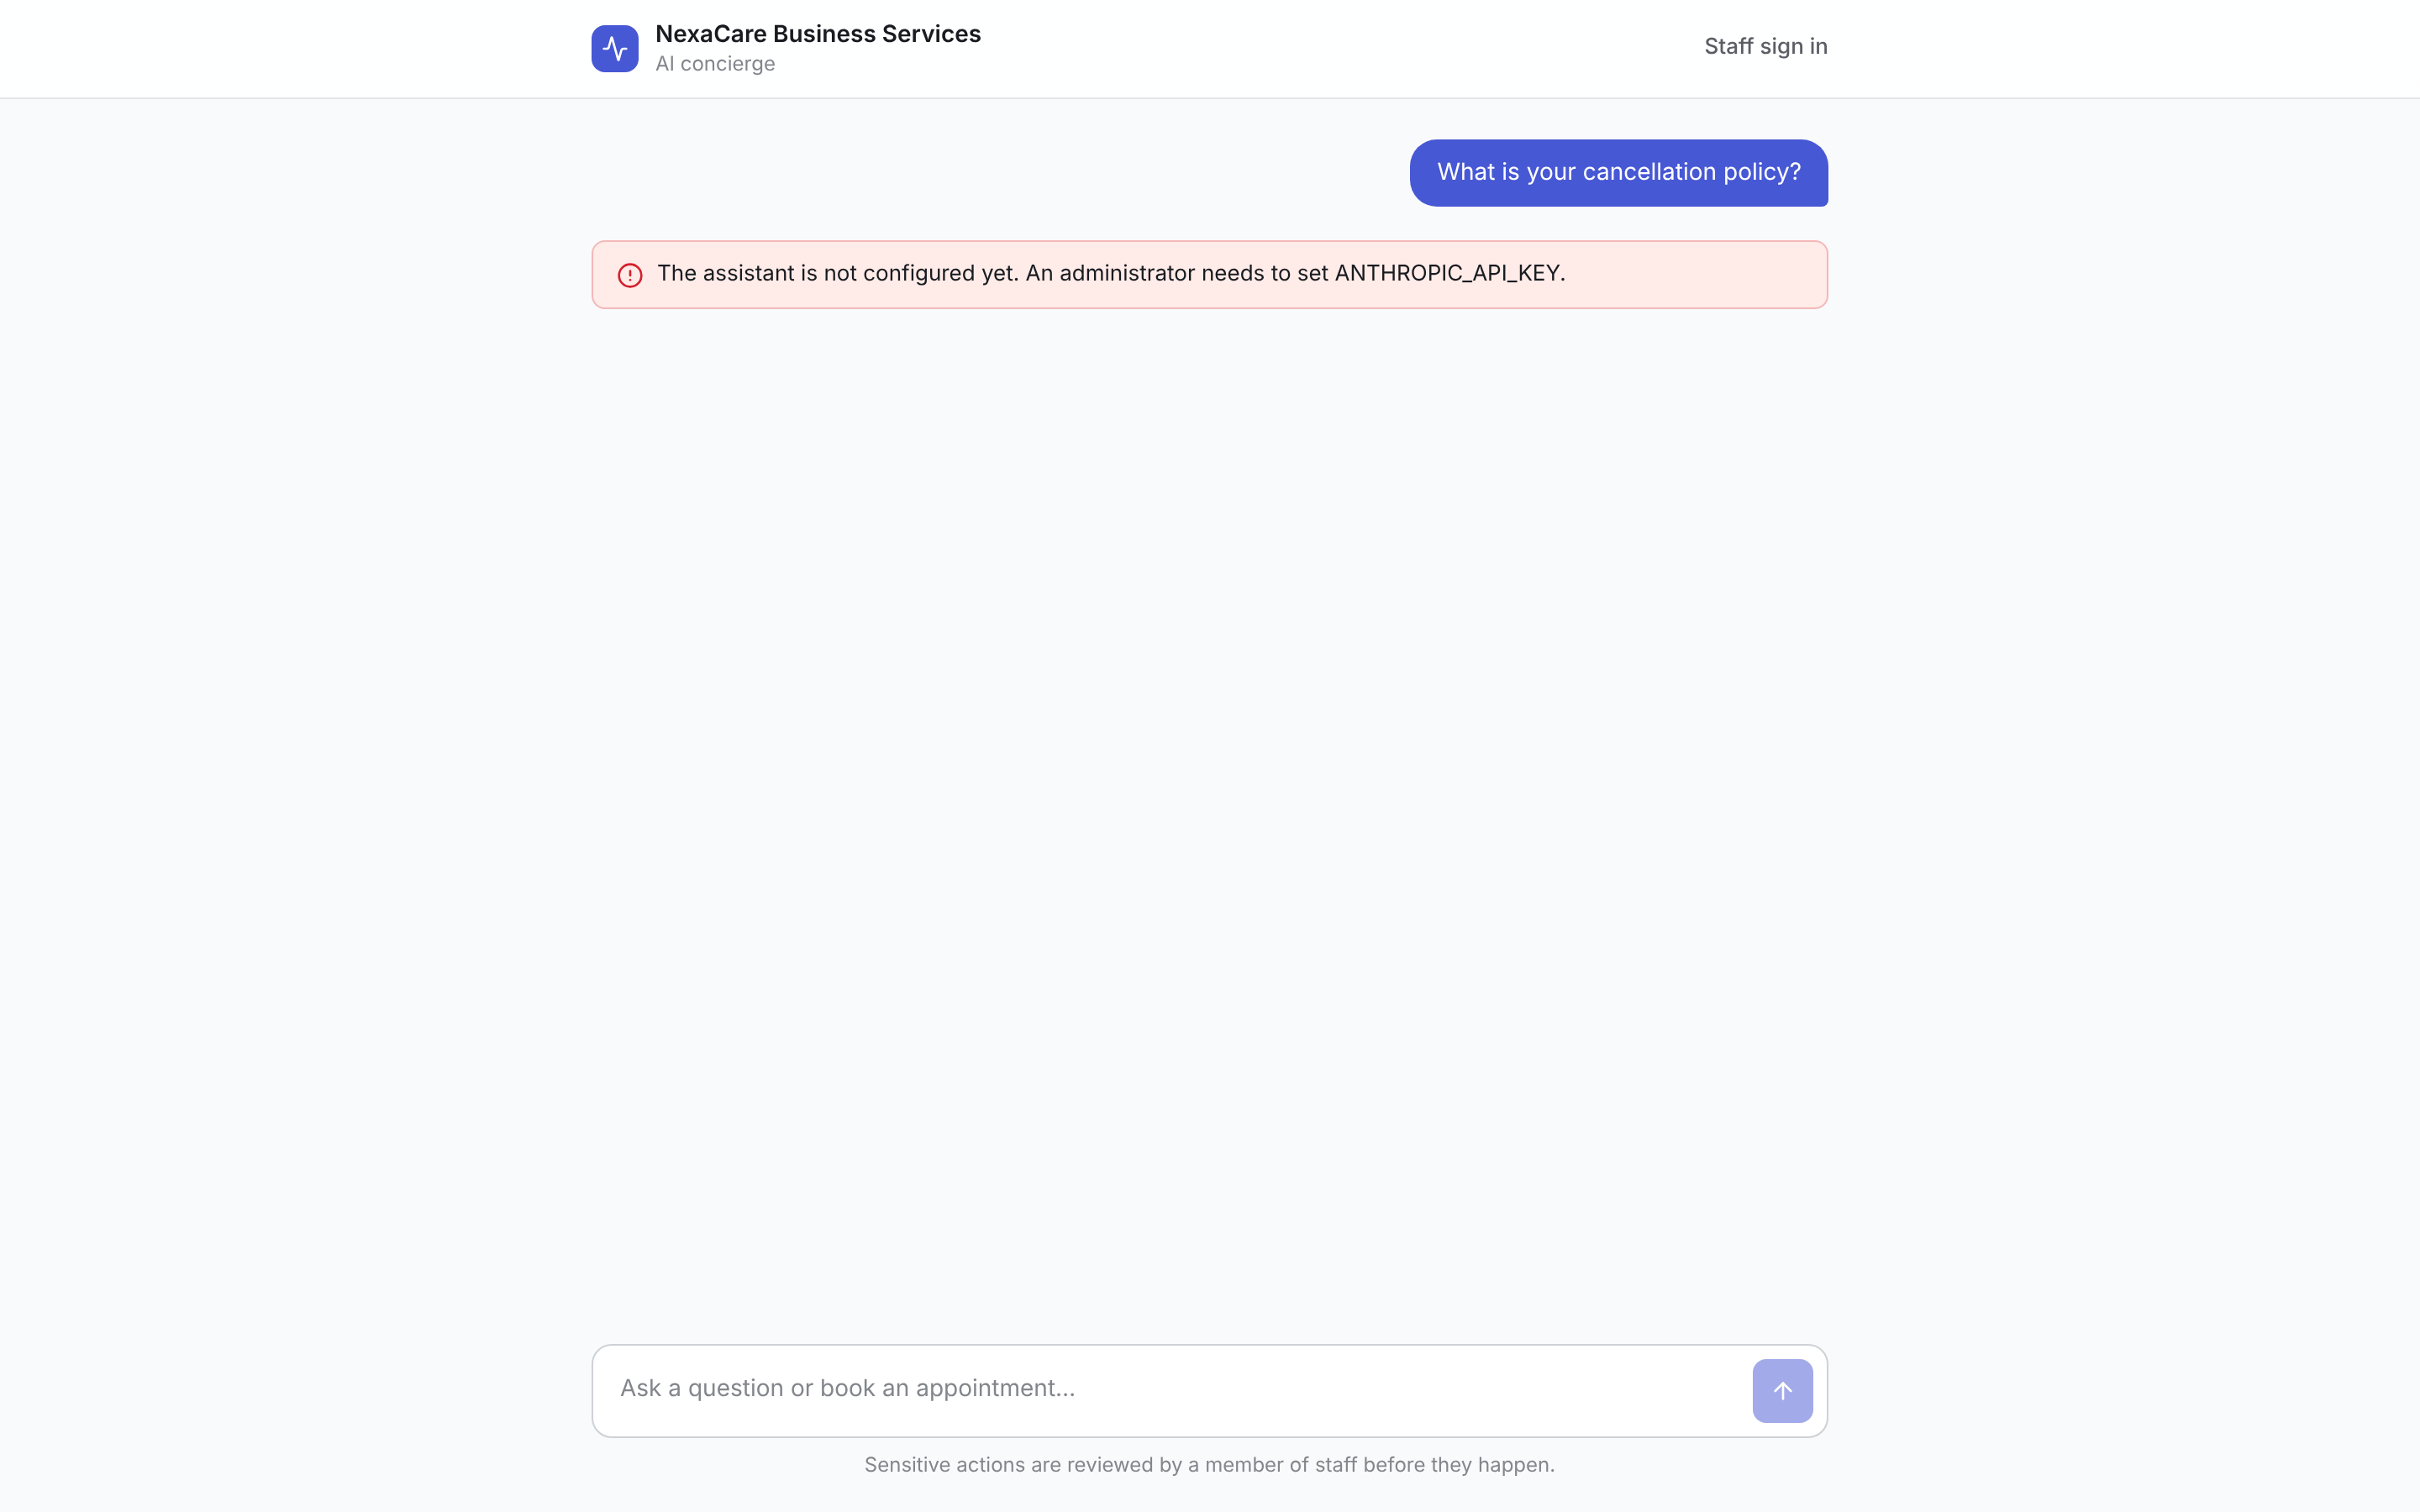 NexaCare Business Services
AI concierge
Staff sign in
What is your cancellation policy?
The assistant is not configured yet. An administrator needs to set ANTHROPIC_API_KEY.
Ask a question or book an appointment...
Sensitive actions are reviewed by a member of staff before they happen.